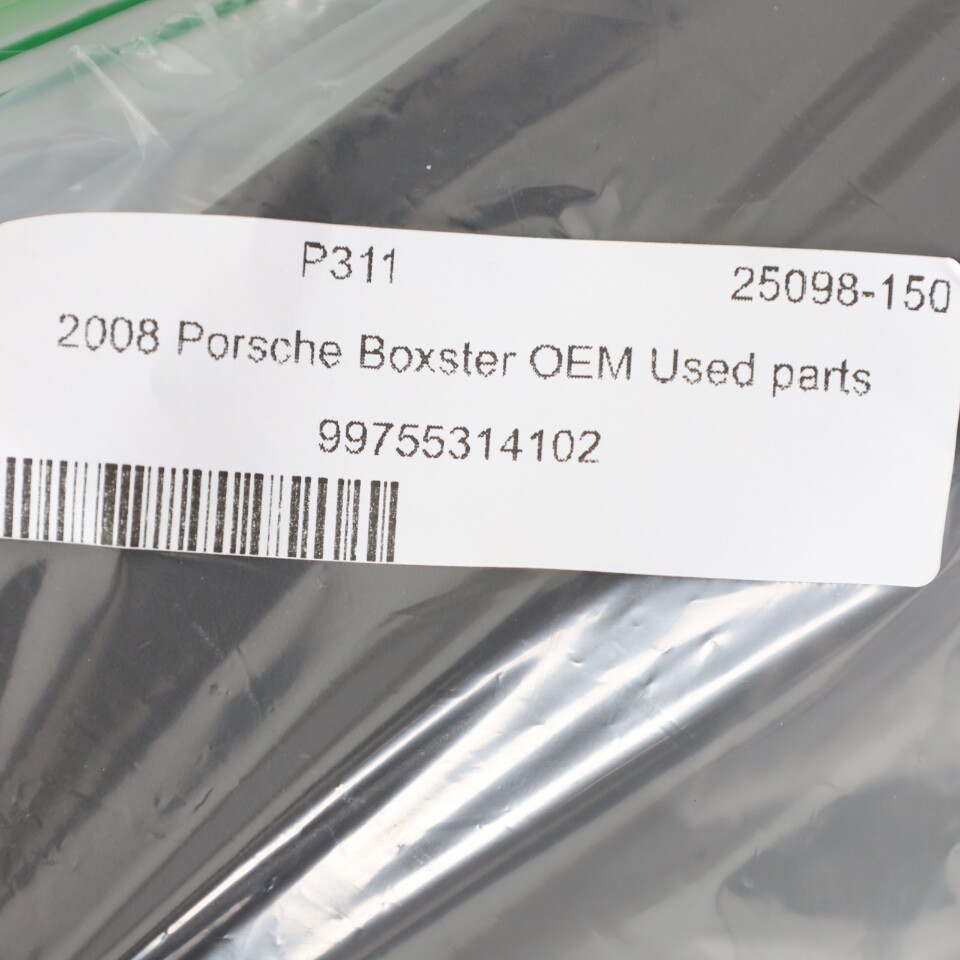 P311 25098-150
2008 Porsche Boxster OEM Used parts
99755314102